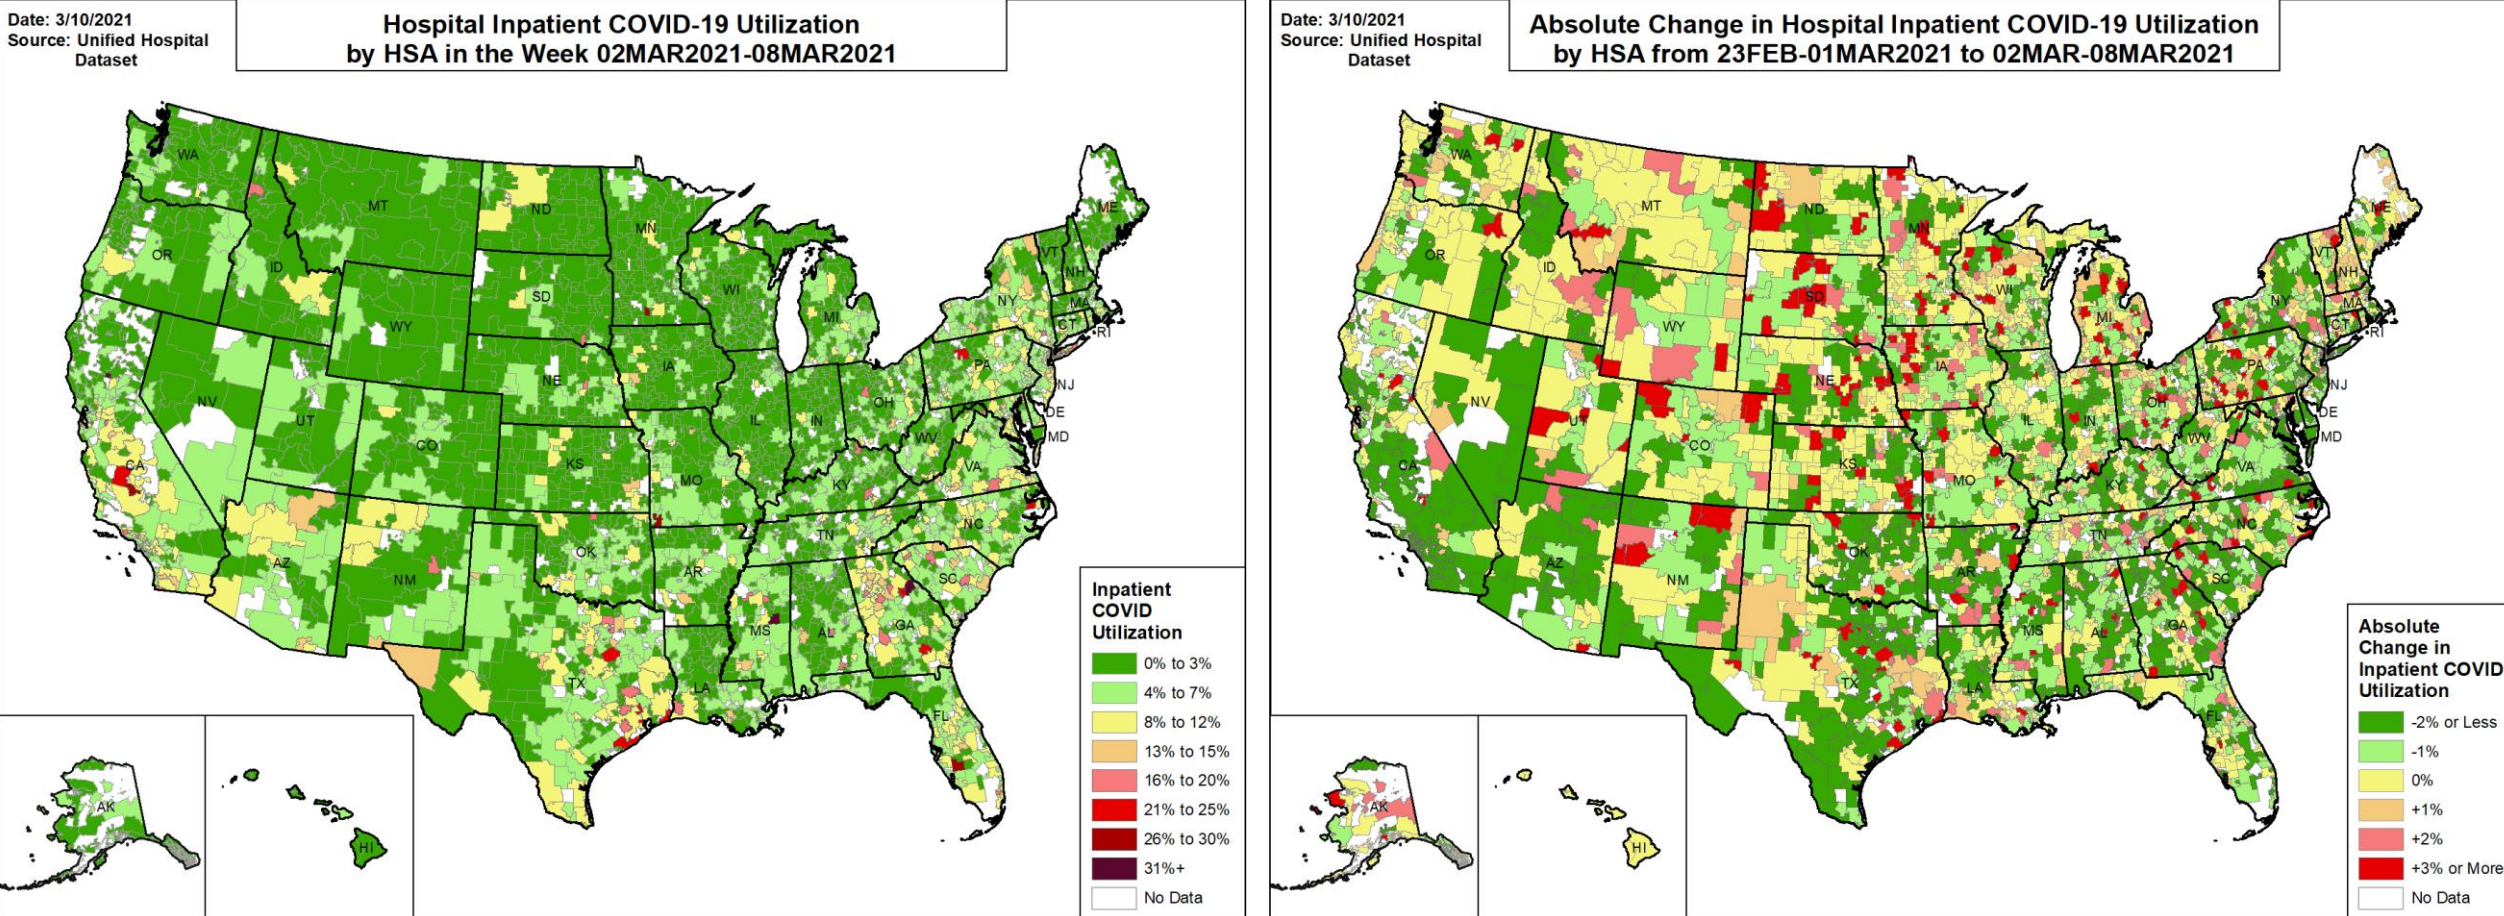 Date: 3/10/2021
Source: Unified Hospital
Dataset
Hospital Inpatient COVID-19 Utilization
by HSA in the Week 02MAR2021-08MAR2021
WA
MT
ND
MN
ME
OR
ID
SD
WI
VT
NH
NY
MA
CT
RI
WY
MI
IA
PA
NJ
NE
NV
UT
CO
IL
IN
OH
DE
MD
WV
CA
KS
MO
VA
KY
NC
TN
OK
AR
AZ
NM
SC
MS
AL
GA
TX
LA
FL
AK
HI
Inpatient
COVID
Utilization
0% to 3%
4% to 7%
8% to 12%
13% to 15%
16% to 20%
21% to 25%
26% to 30%
31%+
No Data
Date: 3/10/2021
Source: Unified Hospital
Dataset
Absolute Change in Hospital Inpatient COVID-19 Utilization
by HSA from 23FEB-01MAR2021 to 02MAR-08MAR2021
WA
MT
ND
MN
ME
OR
ID
SD
WI
VT
NH
NY
MA
CT
RI
WY
MI
IA
PA
NJ
NE
NV
UT
CO
IL
IN
OH
DE
MD
WV
CA
KS
MO
VA
KY
NC
TN
OK
AR
AZ
NM
SC
MS
AL
GA
TX
LA
FL
AK
HI
Absolute
Change in
Inpatient COVID
Utilization
-2% or Less
-1%
0%
+1%
+2%
+3% or More
No Data